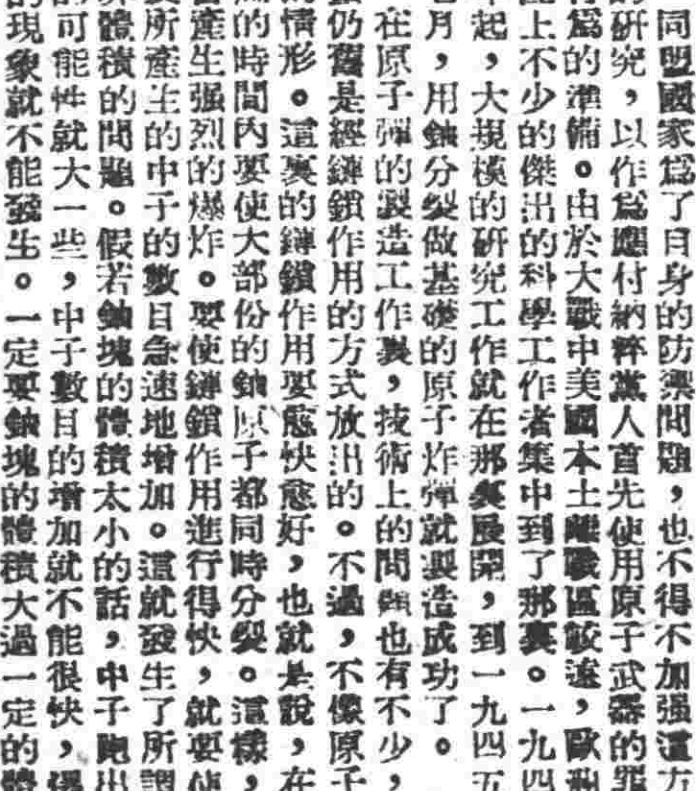 同盟國家爲了自身的防禦問題，也不得不加强這方
的硏究，以作爲應付納粹黨人首先使用原子武器的
爲的準備。由於大戰中美國本土離戰區較遠，歐洲
上不少的傑出的科學工作者集中到了那裏。一九四
起，大規模的硏究工作就在那裏展開，到一九四五
月，用鈾分裂做基礎的原子炸彈就製造成功了。
在原子彈的製造工作裏，技術上的問題也有不少，
仍舊是經鏈鎖作用的方式放出的。不過，不像原子
情形。這裏的鏈鎖作用要愈快愈好，也就是說，在
的時間內要使大部份的鈾原子都同時分裂。這樣，
產生强烈的爆炸。要使鏈鎖作用進行得快，就要使
所產生的中子的數目急速地增加。這就發生了所謂
體積的問題。假若鈾塊的體積太小的話，中子跑出
的可能性就大一些，中子數目的增加就不能很快，
現象就不能發生。一定要鈾塊的體積大過一定的體